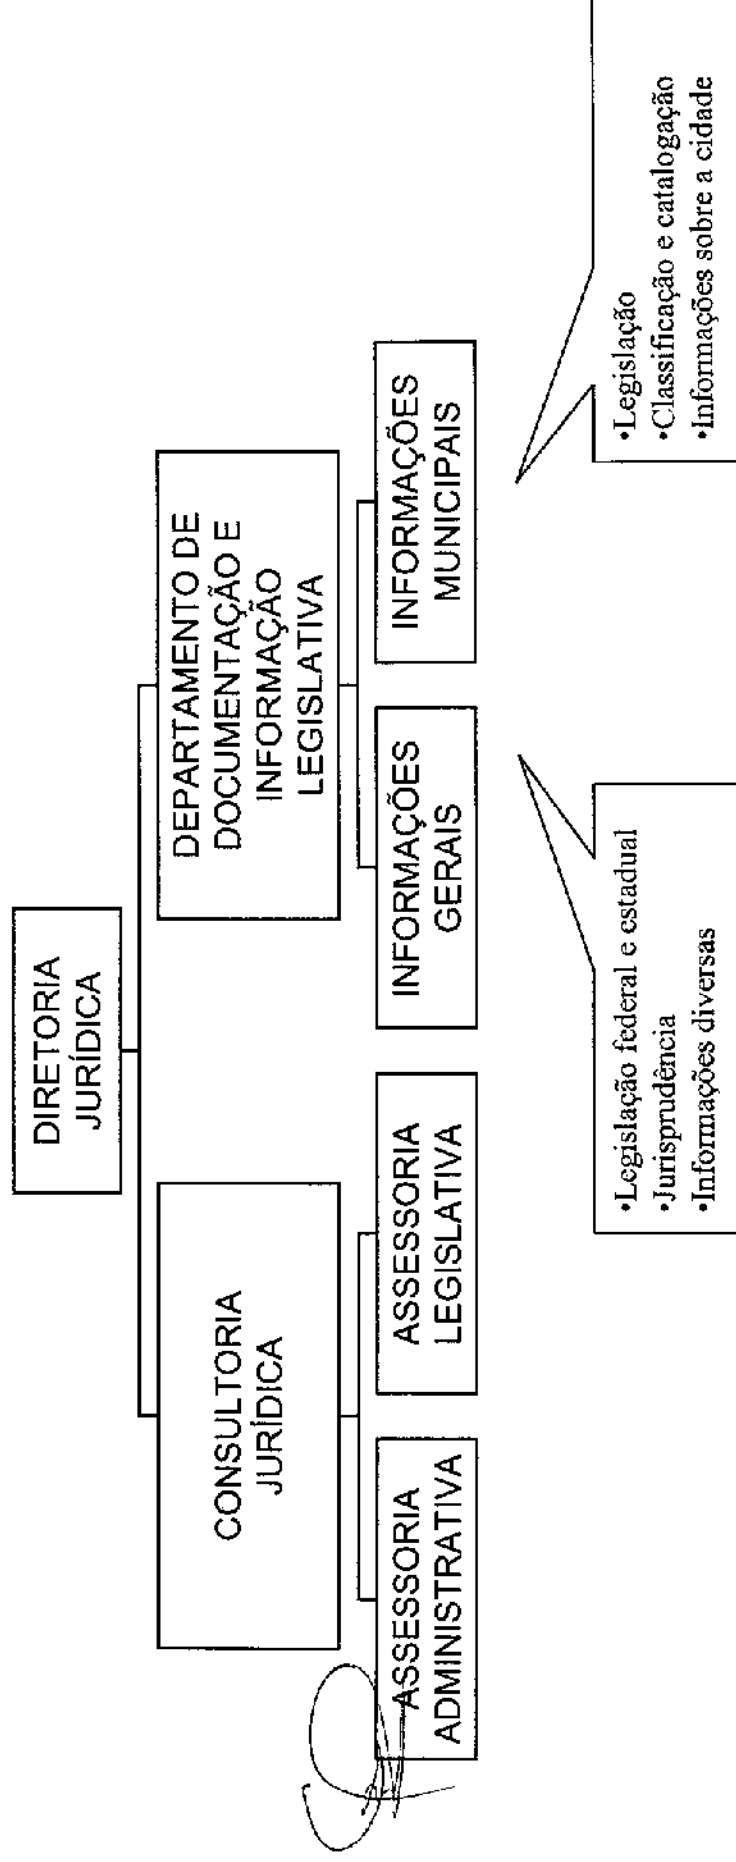 DIRETORIA
JURÍDICA
CONSULTORIA
JURÍDICA
DEPARTAMENTO DE
DOCUMENTAÇÃO E
INFORMAÇÃO
LEGISLATIVA
ASSESSORIA
ADMINISTRATIVA
ASSESSORIA
LEGISLATIVA
INFORMAÇÕES
GERAIS
INFORMAÇÕES
MUNICIPAIS
•Legislação federal e estadual
•Jurisprudência
•Informações diversas
•Legislação
•Classificação e catalogação
•Informações sobre a cidade